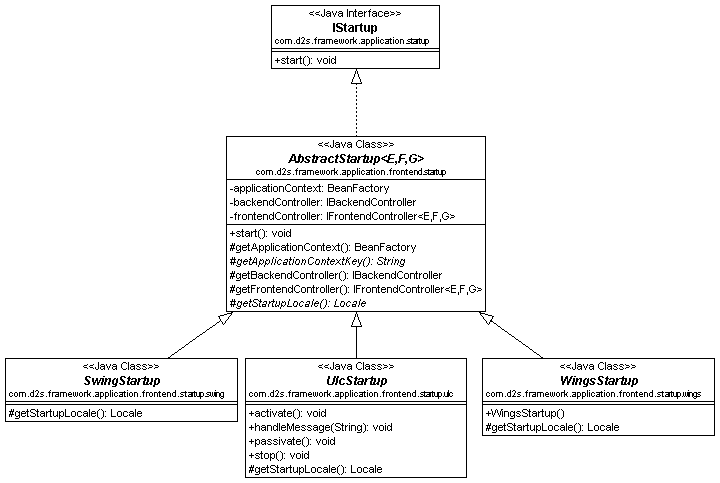 <<Java Interface>>
IStartup
com.d2s.framework.application.startup
+start(): void
<<Java Class>>
AbstractStartup<E,F,G>
com.d2s.framework.application.frontend.startup
-applicationContext: BeanFactory
-backendController: IBackendController
-frontendController: IFrontendController<E,F,G>
+start(): void
#getApplicationContext(): BeanFactory
#getApplicationContextKey(): String
#getBackendController(): IBackendController
#getFrontendController(): IFrontendController<E,F,G>
#getStartupLocale(): Locale
<<Java Class>>
SwingStartup
com.d2s.framework.application.frontend.startup.swing
#getStartupLocale(): Locale
<<Java Class>>
UlcStartup
com.d2s.framework.application.frontend.startup.ulc
+activate(): void
+handleMessage(String): void
+passivate(): void
+stop(): void
#getStartupLocale(): Locale
<<Java Class>>
WingsStartup
com.d2s.framework.application.frontend.startup.wings
+WingsStartup()
#getStartupLocale(): Locale